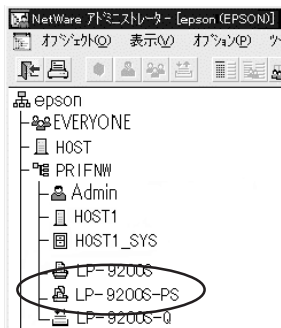 NetWare アドミニストレータ - [epson (EPSON)]
オブジェクト(O) 表示(V) オプション(P)
epson
EVERYONE
HOST
PRIFNW
Admin
HOST1
HOST1_SYS
LP-9200S
LP-9200S-PS
LP-9200S-Q